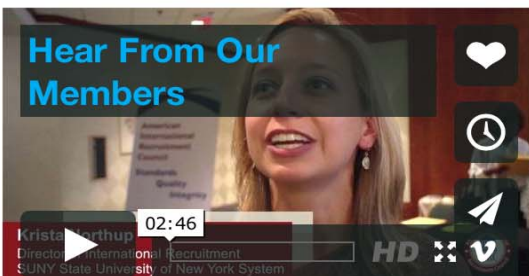 Hear From Our
Members
American
International
Recruitment
Council
Standards
Quality
Integrity
02:46
Krista Northup
Director International Recruitment
SUNY State University of New York System
HD